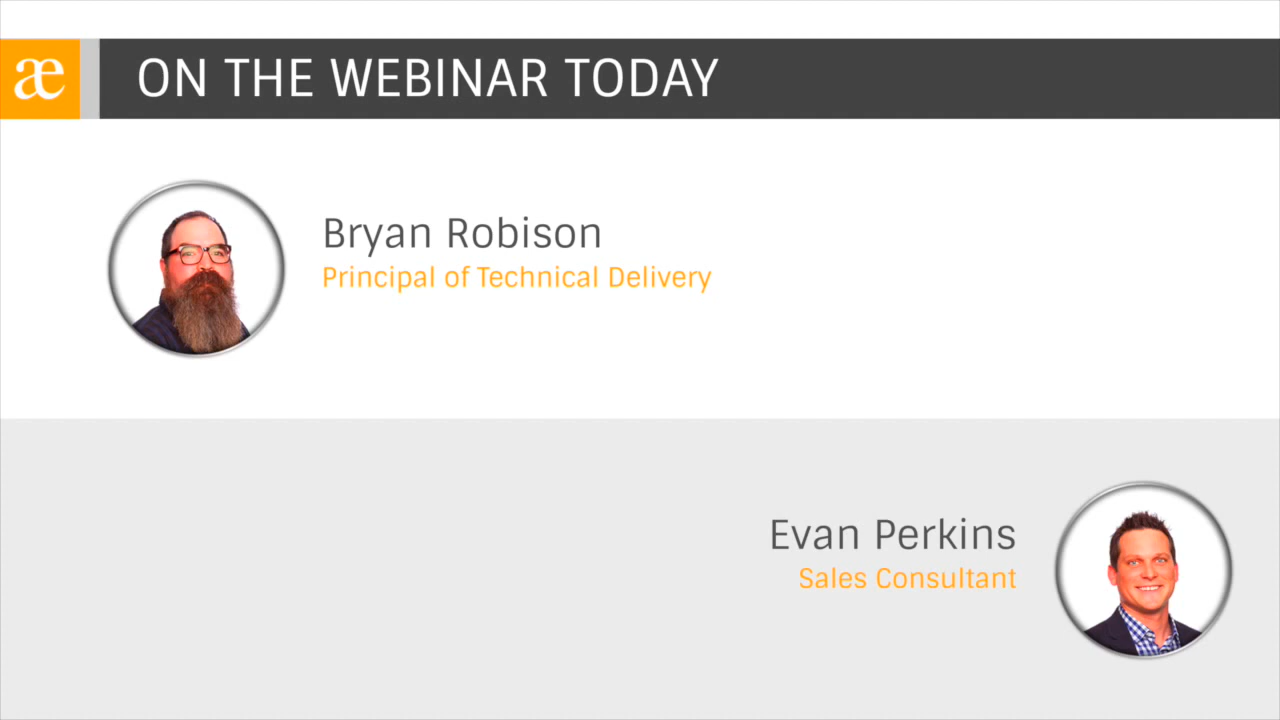 æ
ON THE WEBINAR TODAY
Bryan Robison
Principal of Technical Delivery
Evan Perkins
Sales Consultant